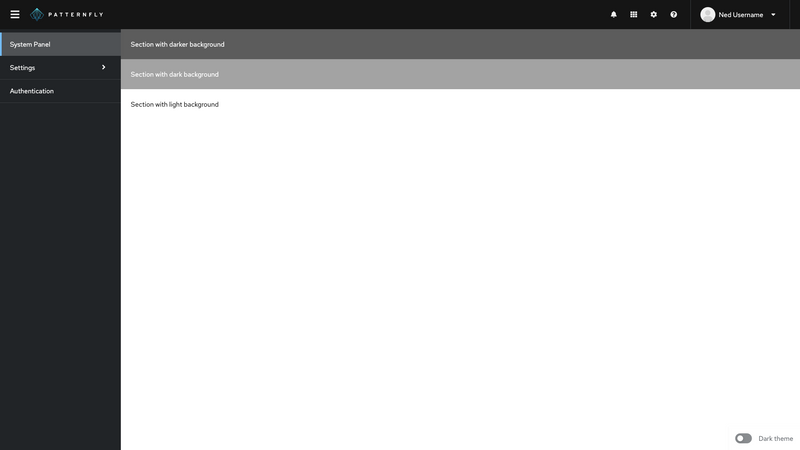 PATTERNFLY
Ned Username
System Panel
Settings
Authentication
Section with darker background
Section with dark background
Section with light background
Dark theme